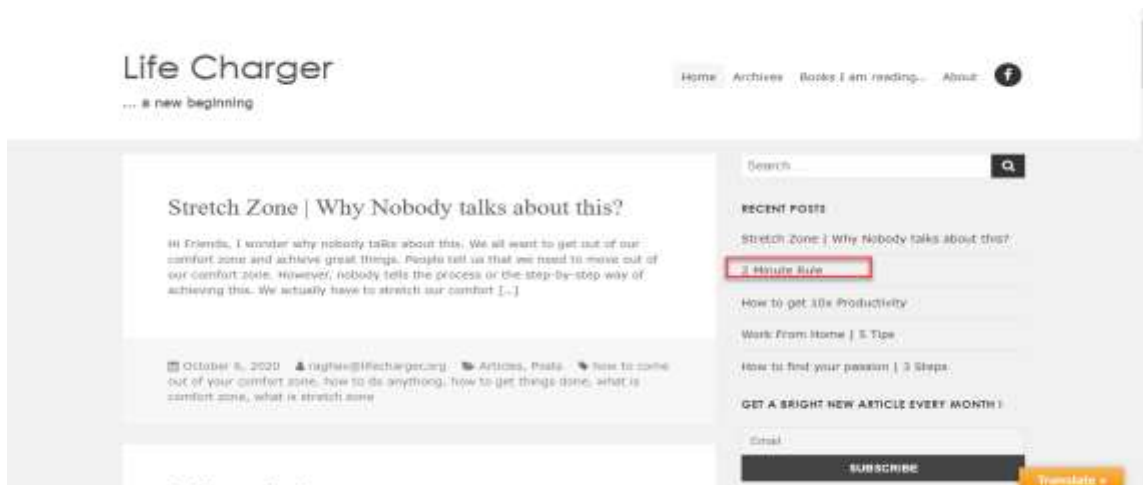 Life Charger
... a new beginning
Home Archives Books I am reading... About
Search ...
Stretch Zone | Why Nobody talks about this?
Hi Friends, I wonder why nobody talks about this. We all want to get out of our
comfort zone and achieve great things. People tell us that we need to move out of
our comfort zone. However, nobody tells the process or the step-by-step way of
achieving this. We actually have to stretch our comfort [...]
October 6, 2020 raghav@lifecharger.org Articles, Posts how to come
out of your comfort zone, how to do anythong, how to get things done, what is
comfort zone, what is stretch zone
RECENT POSTS
Stretch Zone | Why Nobody talks about this?
2 Minute Rule
How to get 10x Productivity
Work From Home | 5 Tips
How to find your passion | 3 Steps
GET A BRIGHT NEW ARTICLE EVERY MONTH !
Email
SUBSCRIBE
Translate »